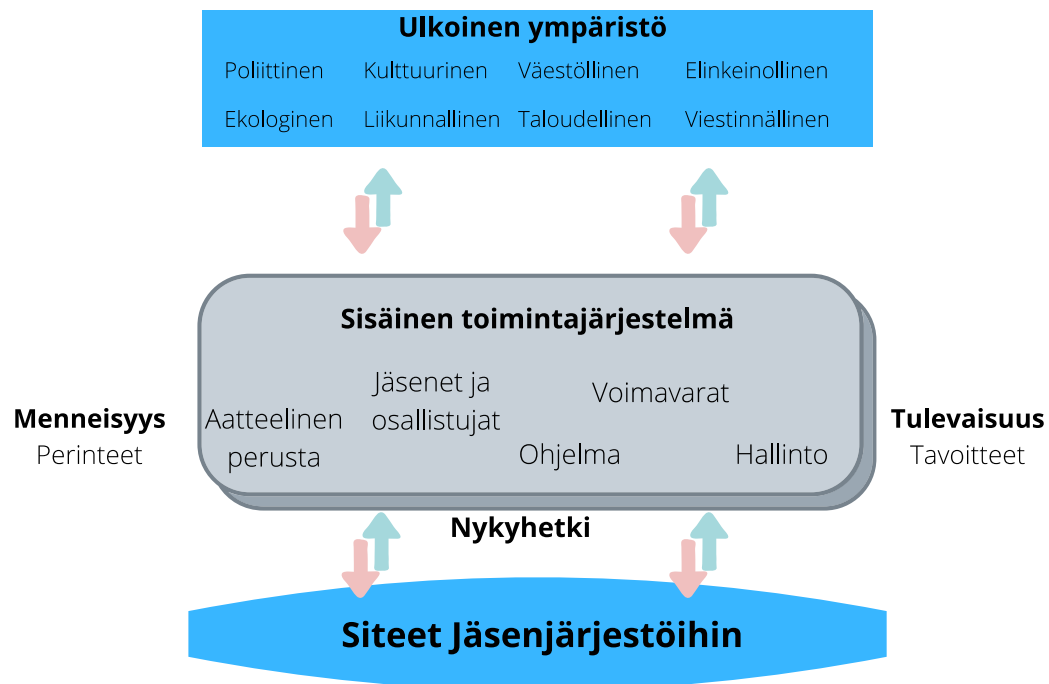 Ulkoinen ympäristö
Poliittinen Kulttuurinen Väestöllinen Elinkeinollinen
Ekologinen Liikunnallinen Taloudellinen Viestinnällinen
Sisäinen toimintajärjestelmä
Menneisyys
Perinteet
Aatteelinen
perusta
Jäsenet ja
osallistujat
Ohjelma
Voimavarat
Hallinto
Tulevaisuus
Tavoitteet
Nykyhetki
Siteet Jäsenjärjestöihin